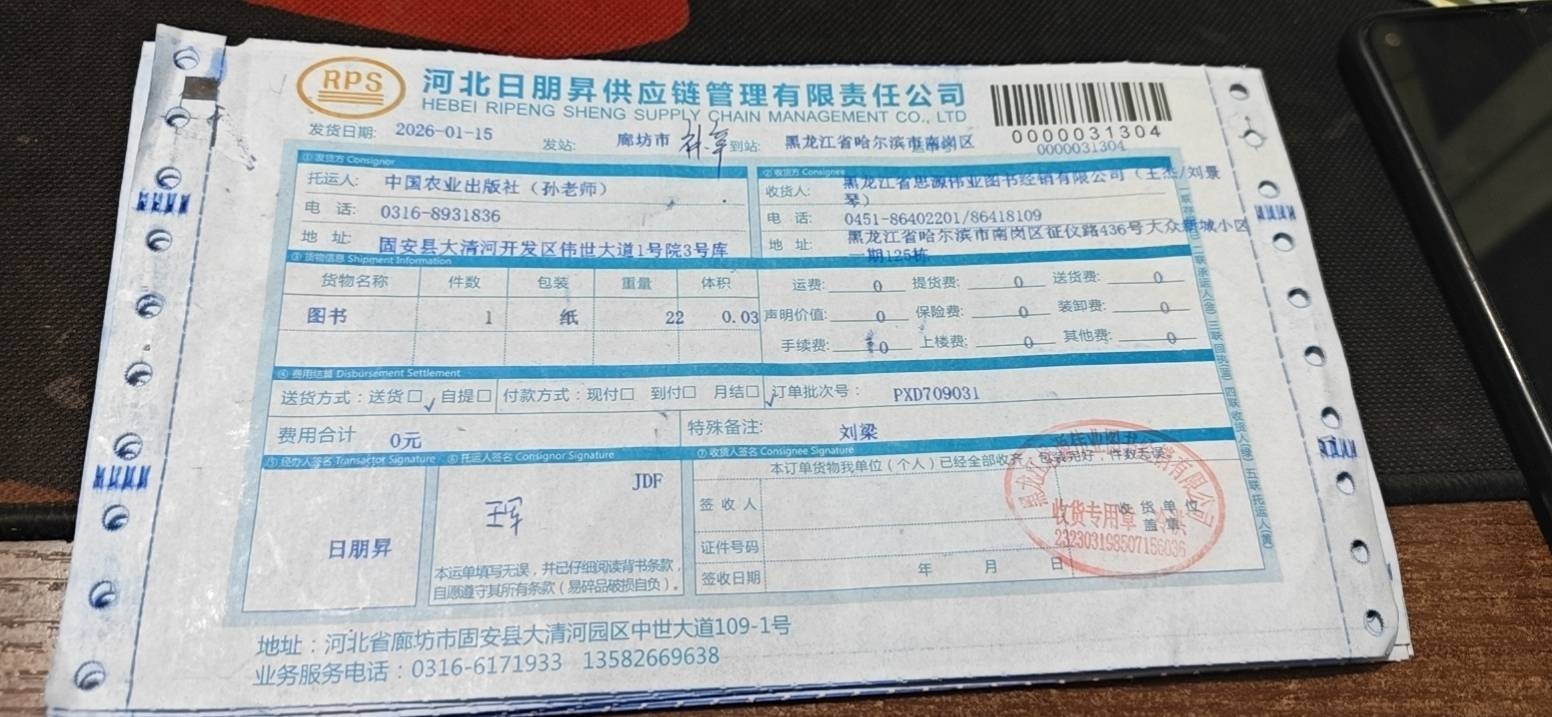 RPS
河北日朋昇供应链管理有限责任公司
HEBEI RIPENG SHENG SUPPLY CHAIN MANAGEMENT CO., LTD
0000031304
0000031304
发货日期: 2026-01-15 发站: 廊坊市 到站: 黑龙江省哈尔滨市南岗区
①发货方 Consignor ②收货方 Consignee
托运人: 中国农业出版社（孙老师）
收货人: 黑龙江省思源伟业图书经销有限公司（王杰/刘景琴）
电 话: 0316-8931836
电 话: 0451-86402201/86418109
地 址: 固安县大清河开发区伟世大道1号院3号库
地 址: 黑龙江省哈尔滨市南岗区征仪路436号大众新城小区
一期125栋
③货物信息 Shipment Information
货物名称 件数 包装 重量 体积
图书 1 纸 22 0.03
运费: 0 提货费: 0 送货费: 0
声明价值: 0 保险费: 0 装卸费: 0
手续费: 0 上楼费: 0 其他费: 0
④费用结算 Disbursement Settlement
送货方式：送货□ 自提□ 付款方式：现付□ 到付□ 月结□ 订单批次号： PXD709031
费用合计 0元 特殊备注: 刘梁
⑤经办人签名 Transactor Signature ⑥托运人签名 Consignor Signature ⑦收货人签名 Consignee Signature
日朋昇
JDF
王军
本运单填写无误，并已仔细阅读背书条款，
自愿遵守其所有条款（易碎品破损自负）。
本订单货物我单位（个人）已经全部收齐，包装完好，件数无误。
签收人
收货单位
盖章
证件号码
签收日期 年 月 日
收货专用章
地址：河北省廊坊市固安县大清河园区中世大道109-1号
业务服务电话：0316-6171933 13582669638